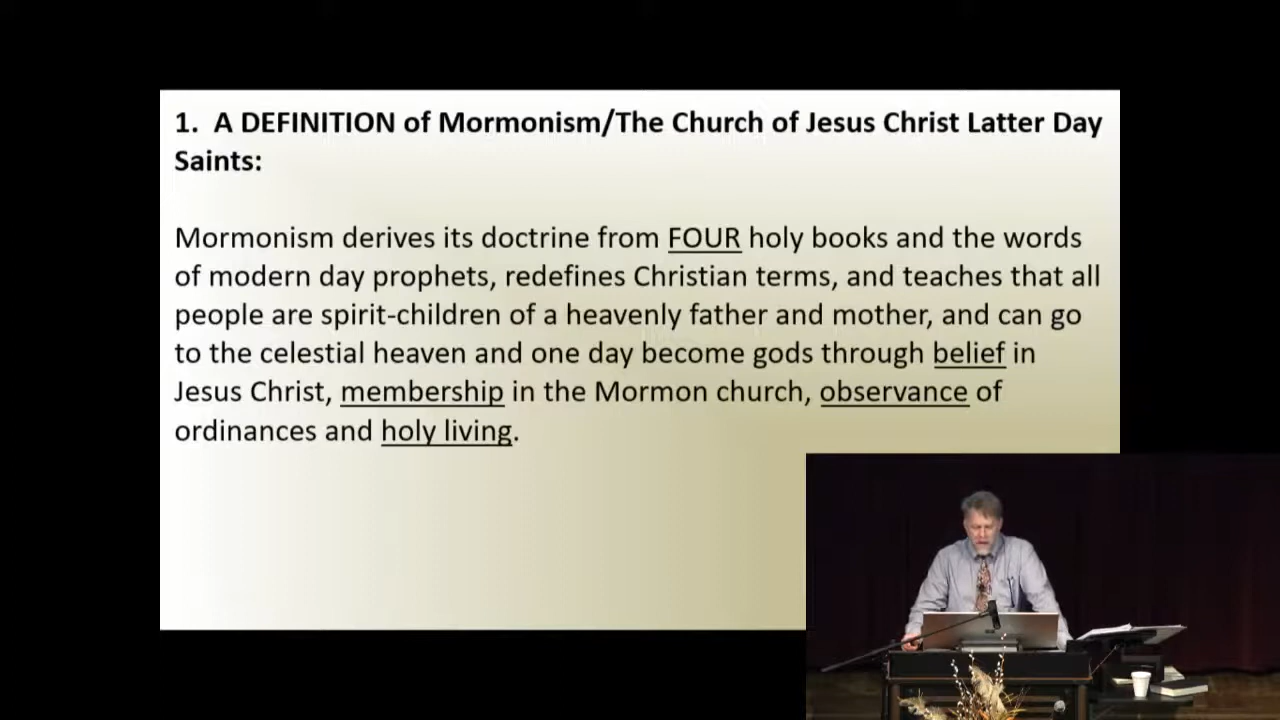 1. A DEFINITION of Mormonism/The Church of Jesus Christ Latter Day
Saints:
Mormonism derives its doctrine from FOUR holy books and the words
of modern day prophets, redefines Christian terms, and teaches that all
people are spirit-children of a heavenly father and mother, and can go
to the celestial heaven and one day become gods through belief in
Jesus Christ, membership in the Mormon church, observance of
ordinances and holy living.